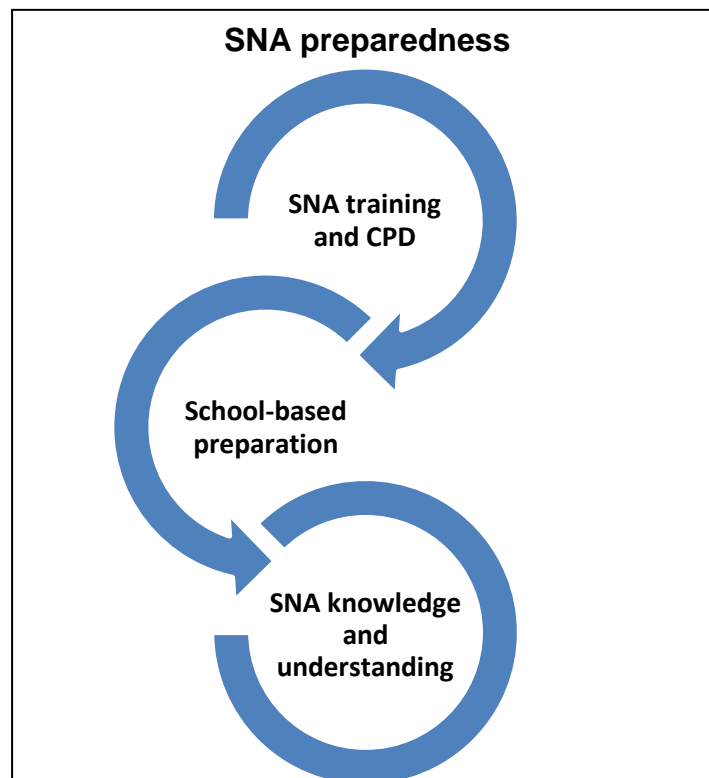 SNA preparedness
SNA training
and CPD
School-based
preparation
SNA knowledge
and
understanding